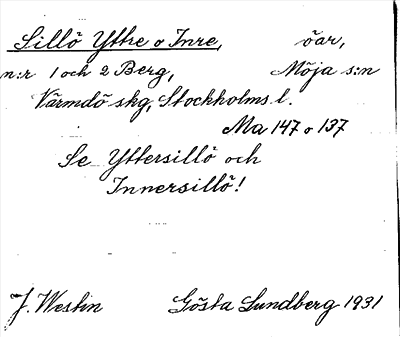 Sillö Yttre o Inre, öar,
n:r 1 och 2 Berg, Möja s:n
Värmdö skg, Stockholms l.
Ma 147 o 137
Se Yttersillö och
Innersillö!
J. Westin Gösta Lundberg 1931